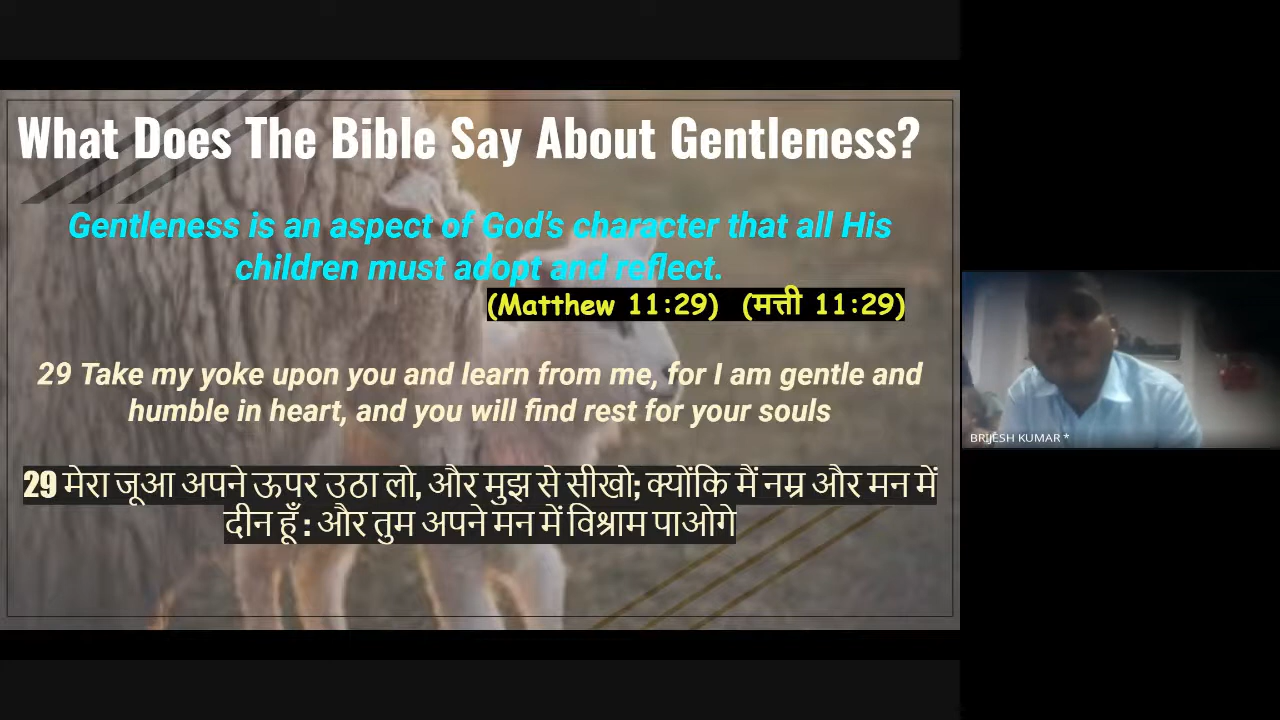 What Does The Bible Say About Gentleness?
Gentleness is an aspect of God's character that all His
children must adopt and reflect.
(Matthew 11:29) (मत्ती 11:29)
29 Take my yoke upon you and learn from me, for I am gentle and
humble in heart, and you will find rest for your souls
29 मेरा जूआ अपने ऊपर उठा लो, और मुझ से सीखो; क्योंकि मैं नम्र और मन में
दीन हूँ : और तुम अपने मन में विश्राम पाओगे
BRIJESH KUMAR *